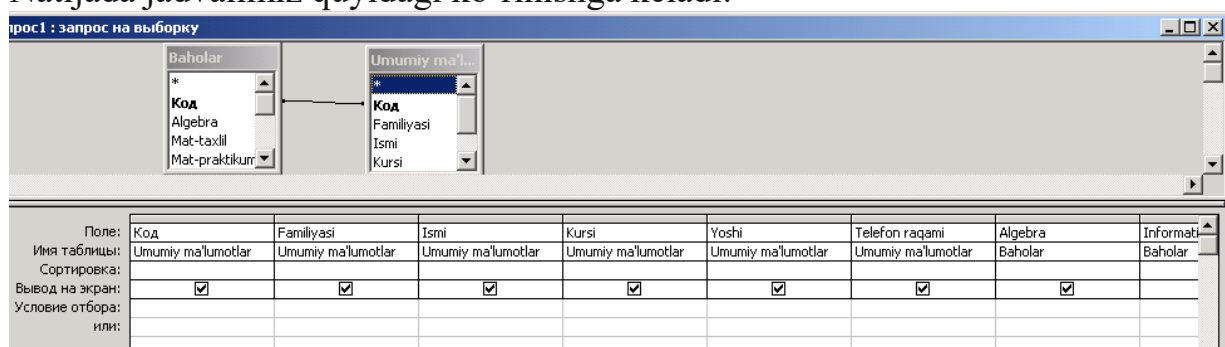 Natijada jadvalimiz quyidagi ko'rinishga keladi:
прос1 : запрос на выборку
Baholar
*
Код
Algebra
Mat-taxlil
Mat-praktikum
Umumiy ma'l...
*
Код
Familiyasi
Ismi
Kursi
Поле: Код Familiyasi Ismi Kursi Yoshi Telefon raqami Algebra Informati
Имя таблицы: Umumiy ma'lumotlar Umumiy ma'lumotlar Umumiy ma'lumotlar Umumiy ma'lumotlar Umumiy ma'lumotlar Umumiy ma'lumotlar Baholar Baholar
Сортировка:
Вывод на экран:
Условие отбора:
или: